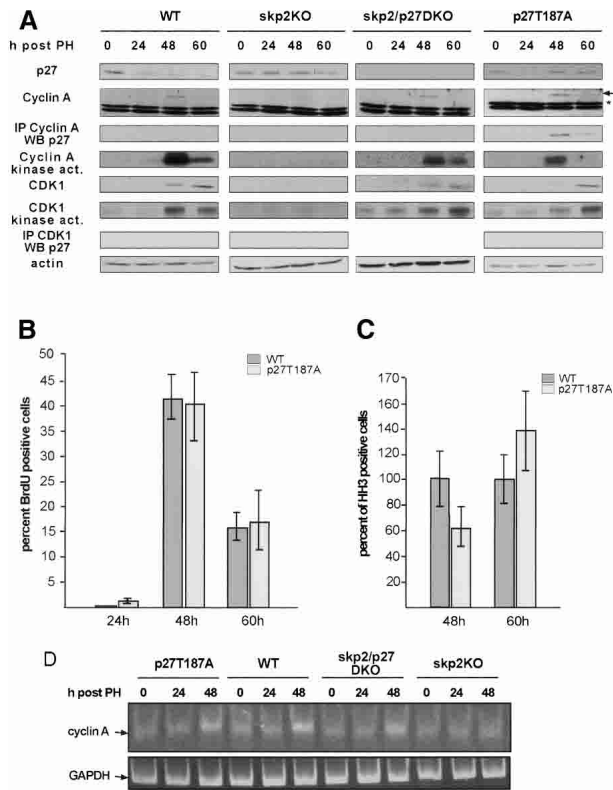 A
WT skp2KO skp2/p27DKO p27T187A
h post PH 0 24 48 60 0 24 48 60 0 24 48 60 0 24 48 60
p27
Cyclin A
*
IP Cyclin A
WB p27
Cyclin A
kinase act.
CDK1
CDK1
kinase act.
IP CDK1
WB p27
actin
B
percent BrdU positive cells
50
45
40
35
30
25
20
15
10
5
WT
p27T187A
24h 48h 60h
C
percent of HH3 positive cells
170
160
140
120
100
80
60
40
20
WT
p27T187A
48h 60h
D
p27T187A WT skp2/p27 DKO skp2KO
h post PH 0 24 48 0 24 48 0 24 48 0 24 48
cyclin A
GAPDH